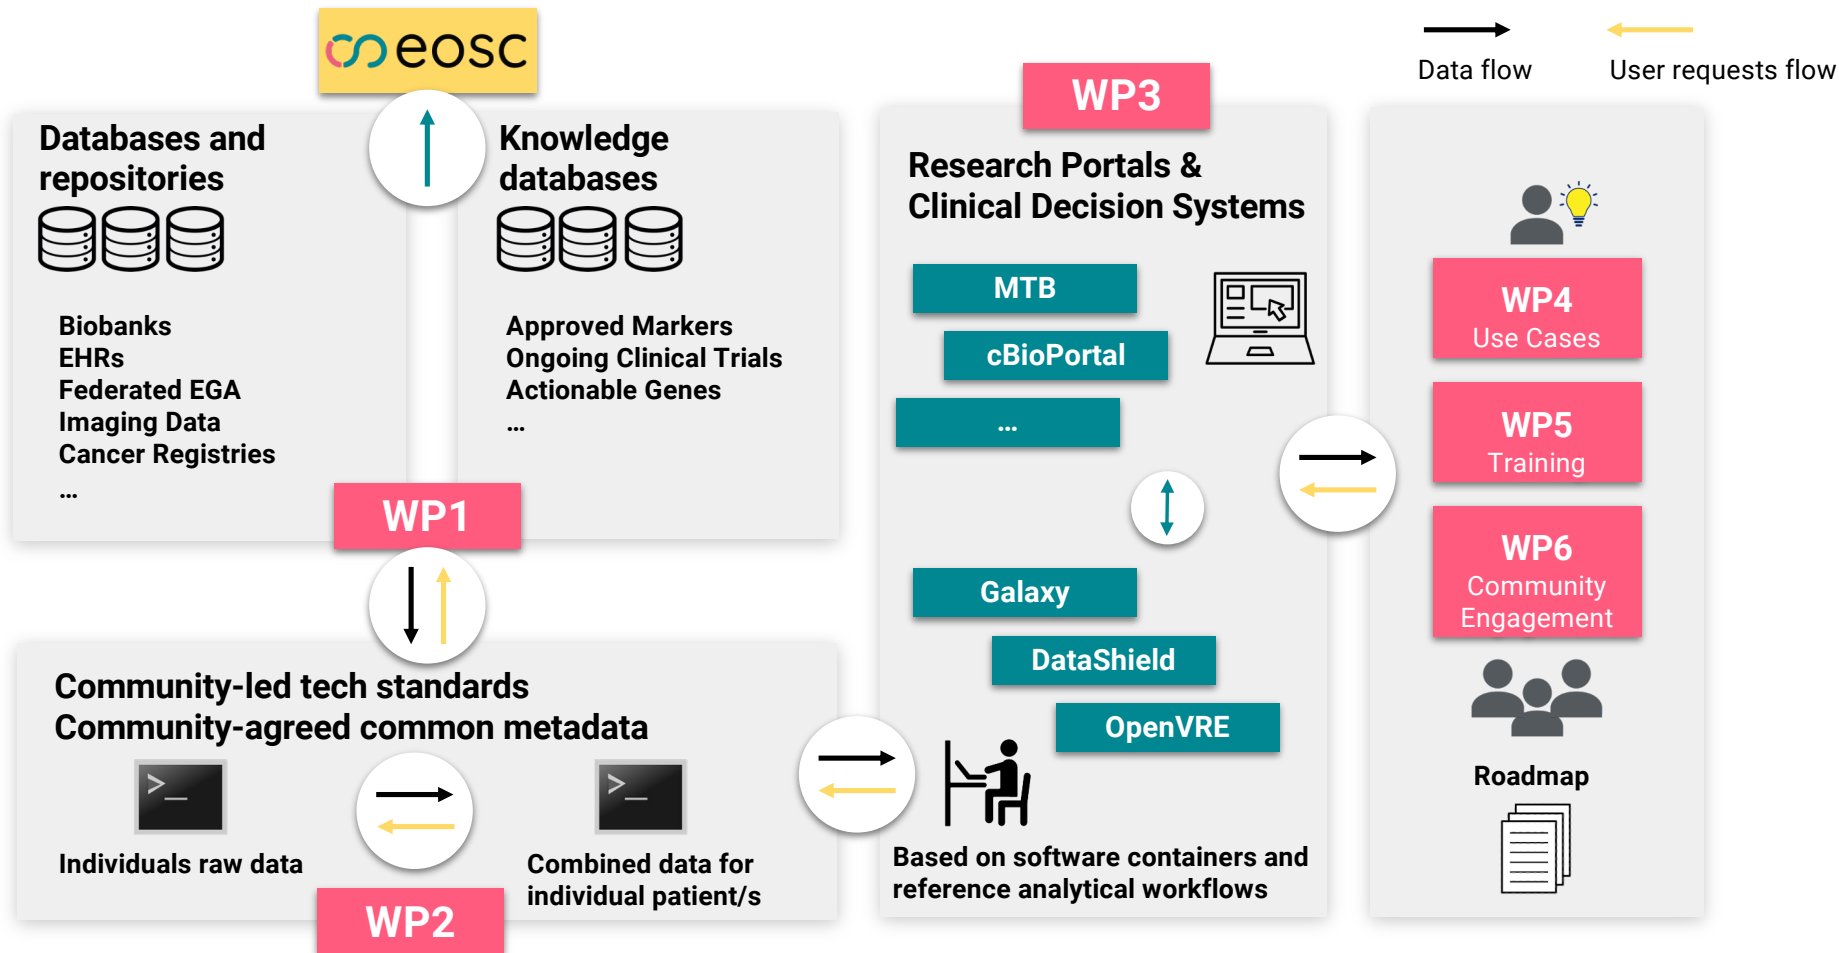 eosc
Data flow
User requests flow
Databases and
repositories
Biobanks
EHRs
Federated EGA
Imaging Data
Cancer Registries
...
Knowledge
databases
Approved Markers
Ongoing Clinical Trials
Actionable Genes
...
WP1
Community-led tech standards
Community-agreed common metadata
>_
Individuals raw data
>_
Combined data for
individual patient/s
WP2
WP3
Research Portals &
Clinical Decision Systems
MTB
cBioPortal
...
Galaxy
DataShield
OpenVRE
Based on software containers and
reference analytical workflows
WP4
Use Cases
WP5
Training
WP6
Community
Engagement
Roadmap